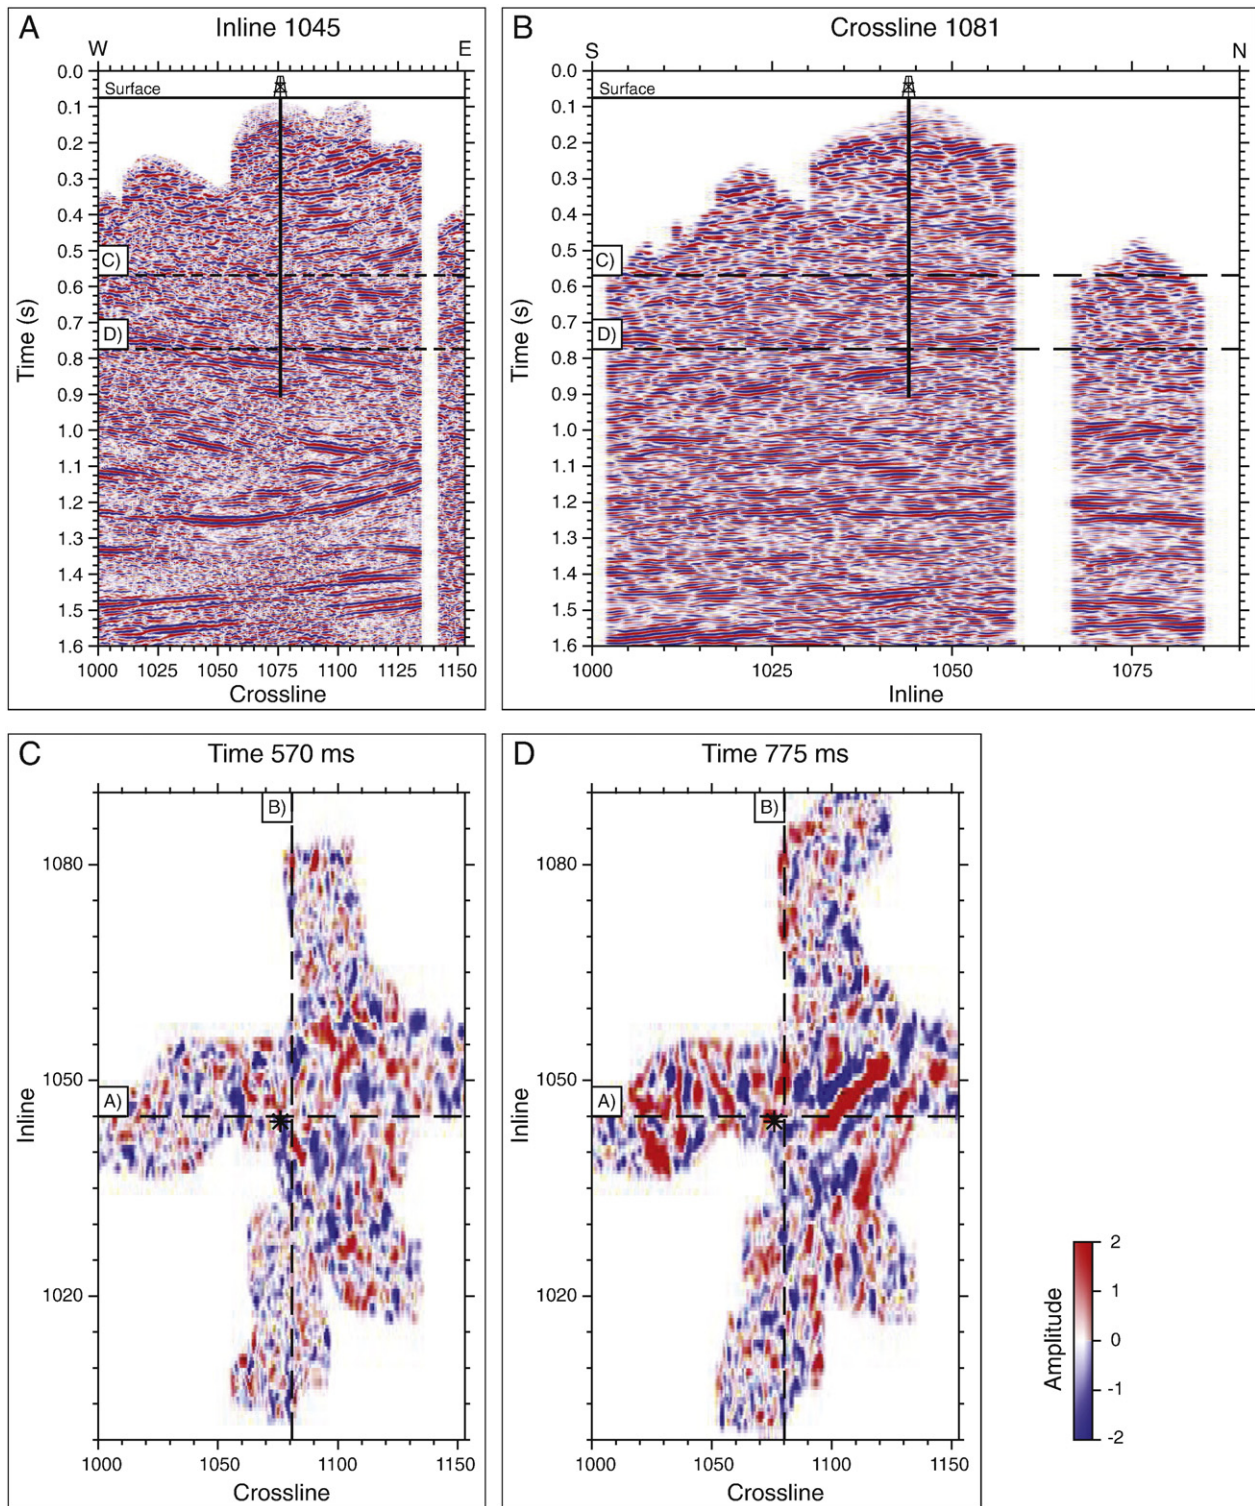 A Inline 1045
W E
0.0
Surface
0.1
0.2
0.3
0.4
0.5
C)
0.6
0.7
D)
0.8
0.9
1.0
1.1
1.2
1.3
1.4
1.5
1.6
Time (s)
1000 1025 1050 1075 1100 1125 1150
Crossline
B Crossline 1081
S N
0.0
Surface
0.1
0.2
0.3
0.4
0.5
C)
0.6
0.7
D)
0.8
0.9
1.0
1.1
1.2
1.3
1.4
1.5
1.6
Time (s)
1000 1025 1050 1075
Inline
C Time 570 ms
B)
1080
1050
A)
1020
Inline
1000 1050 1100 1150
Crossline
D Time 775 ms
B)
1080
1050
A)
1020
Inline
1000 1050 1100 1150
Crossline
2
1
0
-1
-2
Amplitude